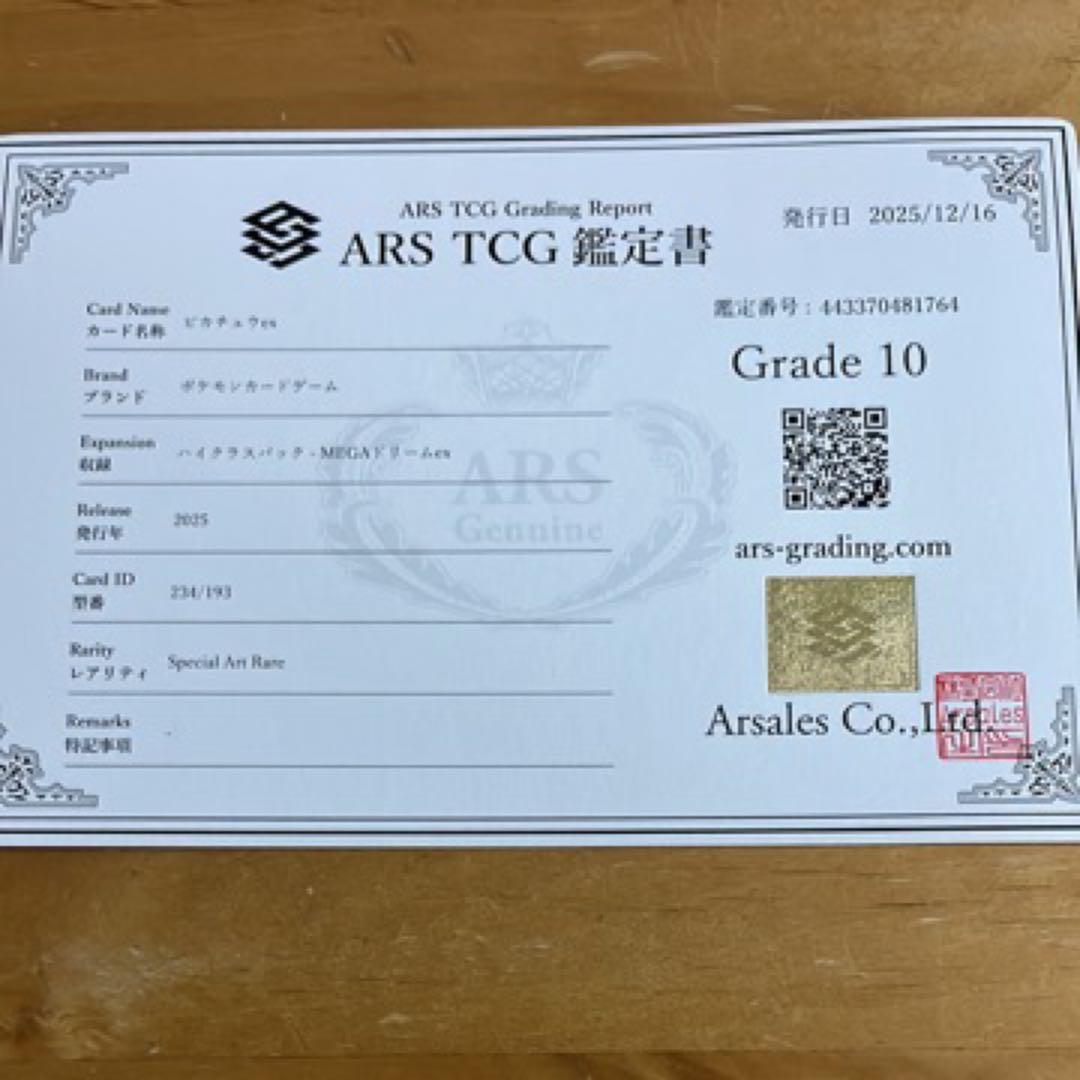 ARS TCG Grading Report
ARS TCG 鑑定書
発行日 2025/12/16
Card Name
カード名称 ピカチュウex
Brand
ブランド ポケモンカードゲーム
Expansion
収録 ハイクラスパック - MEGAドリームex
Release
発行年 2025
Card ID
型番 234/193
Rarity
レアリティ Special Art Rare
Remarks
特記事項 -
ARS
Genuine
鑑定番号 : 443370481764
Grade 10
ars-grading.com
Arsales Co.,Ltd.
Arsales